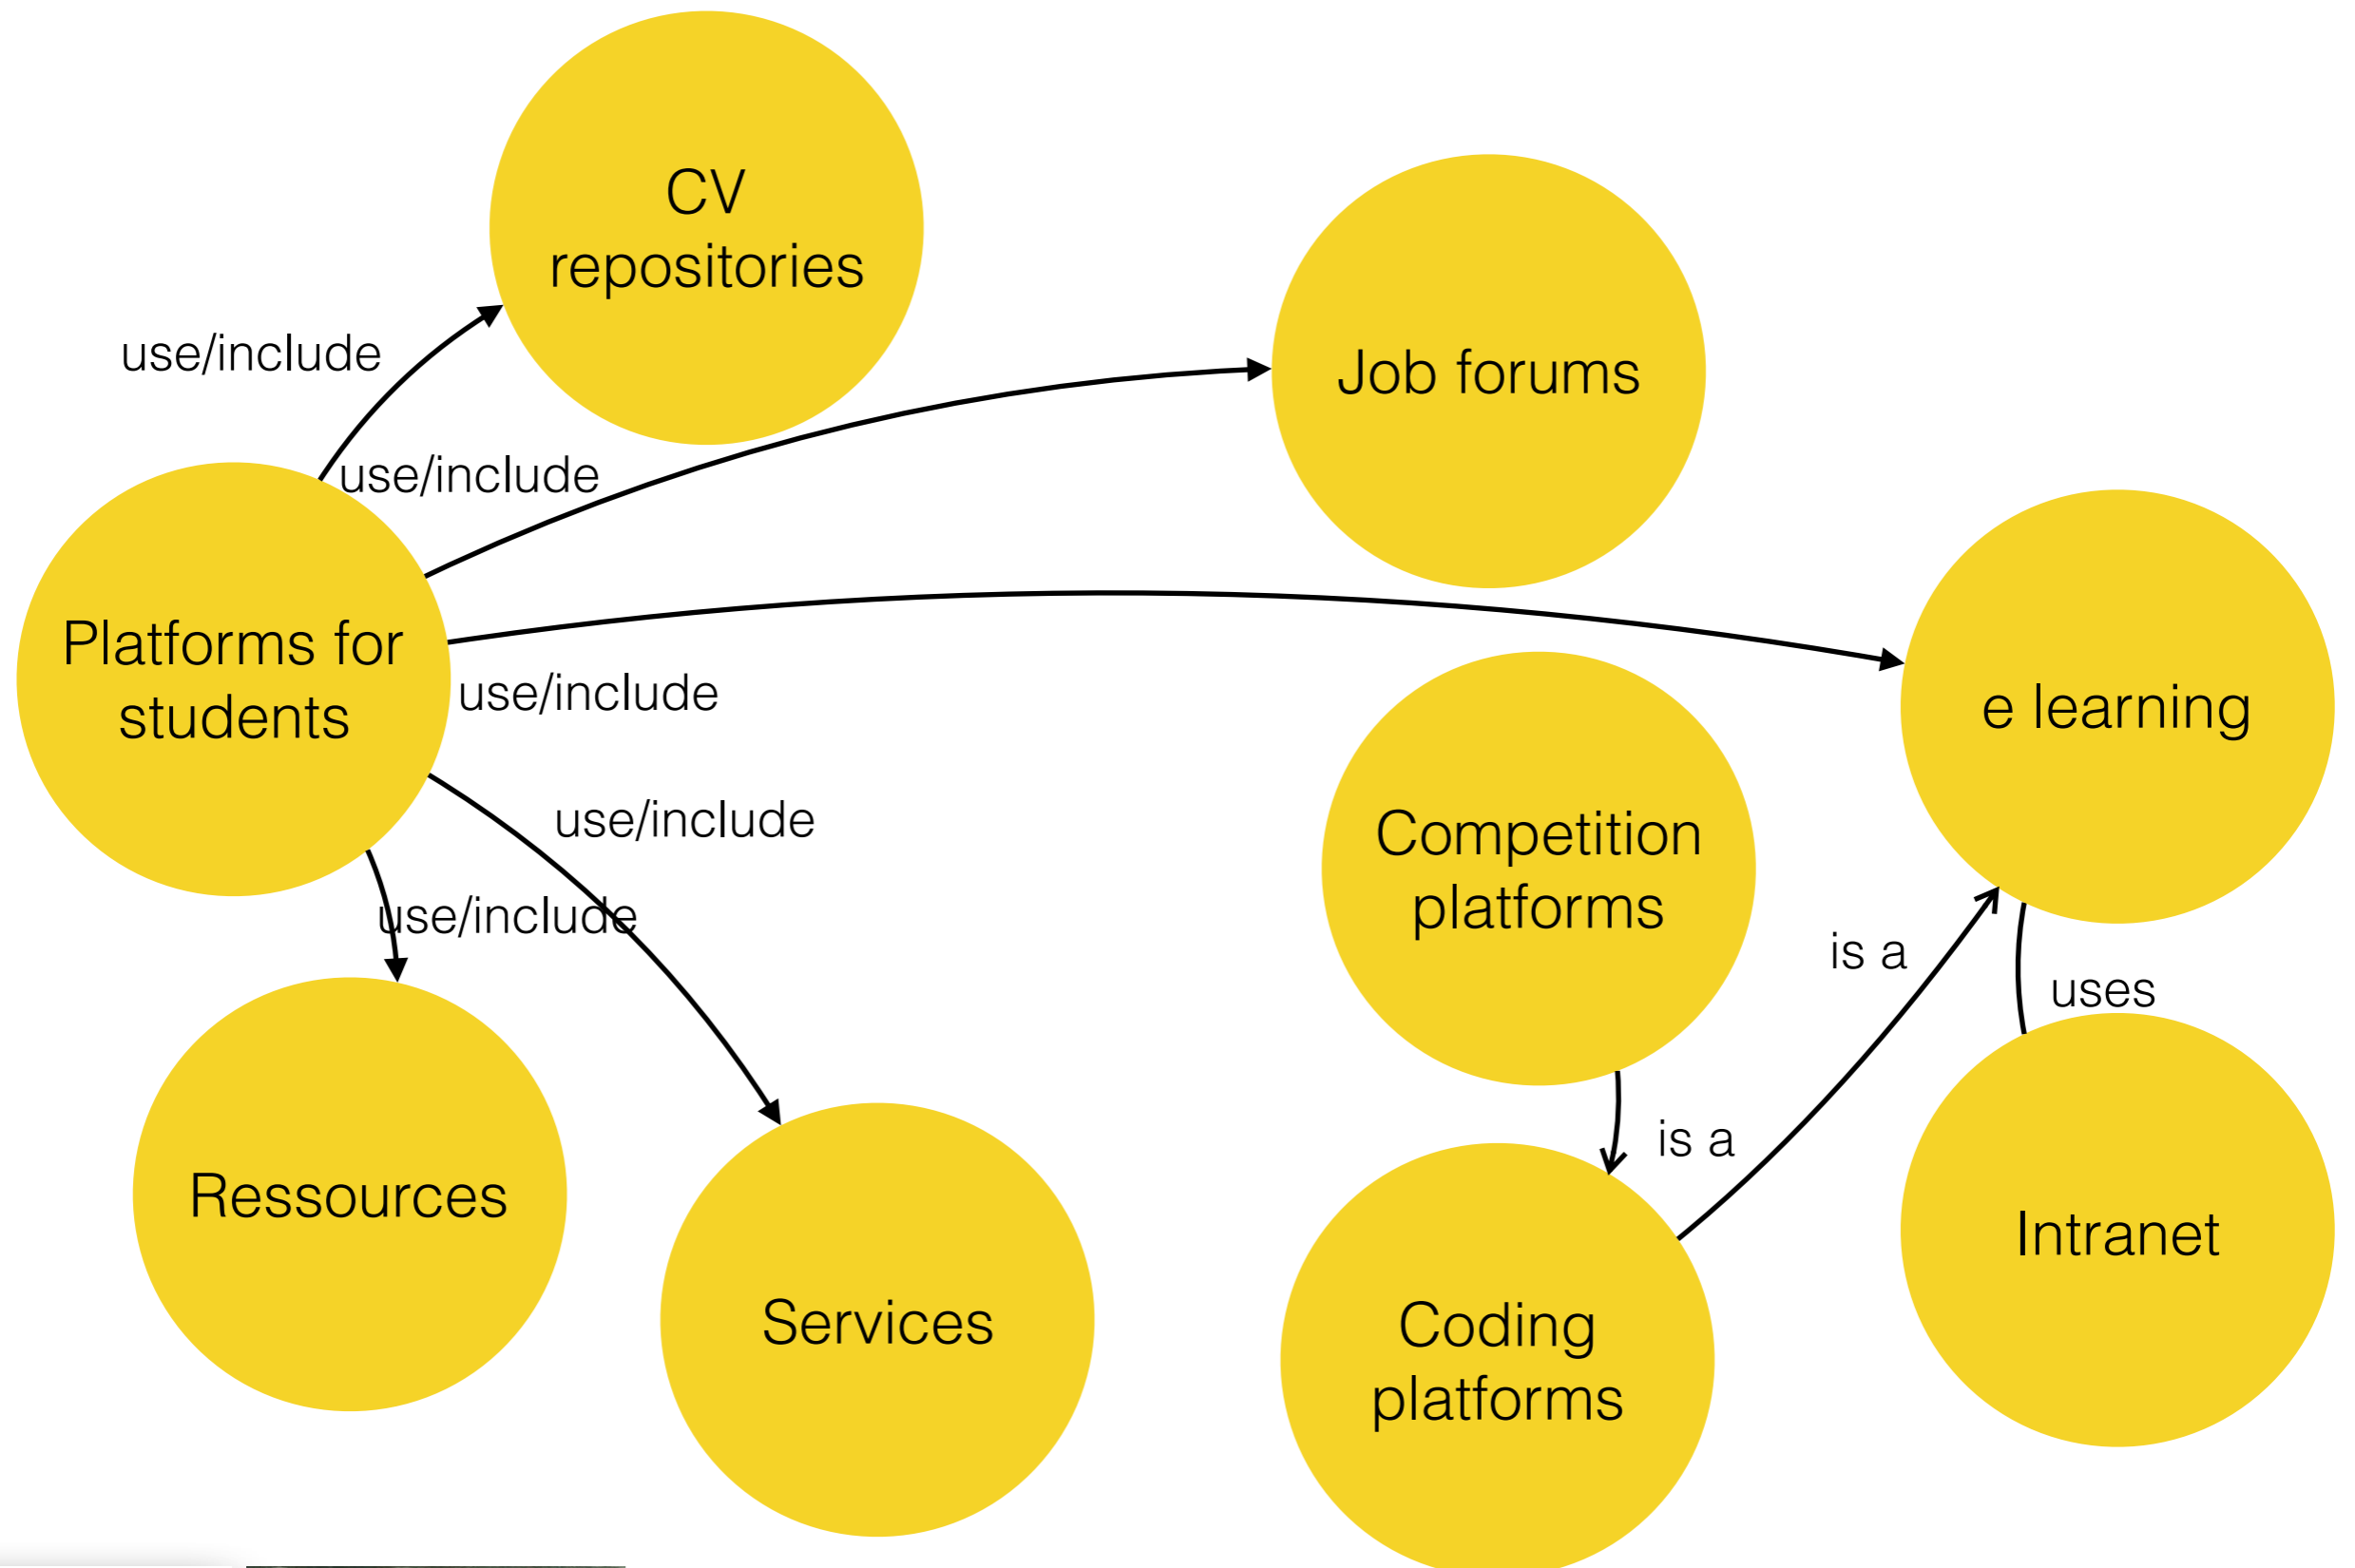 CV
repositories
use/include
Job forums
use/include
Platforms for
students
use/include
e learning
use/include
Competition
platforms
use/include
is a
uses
is a
Ressources
Services
Intranet
Coding
platforms